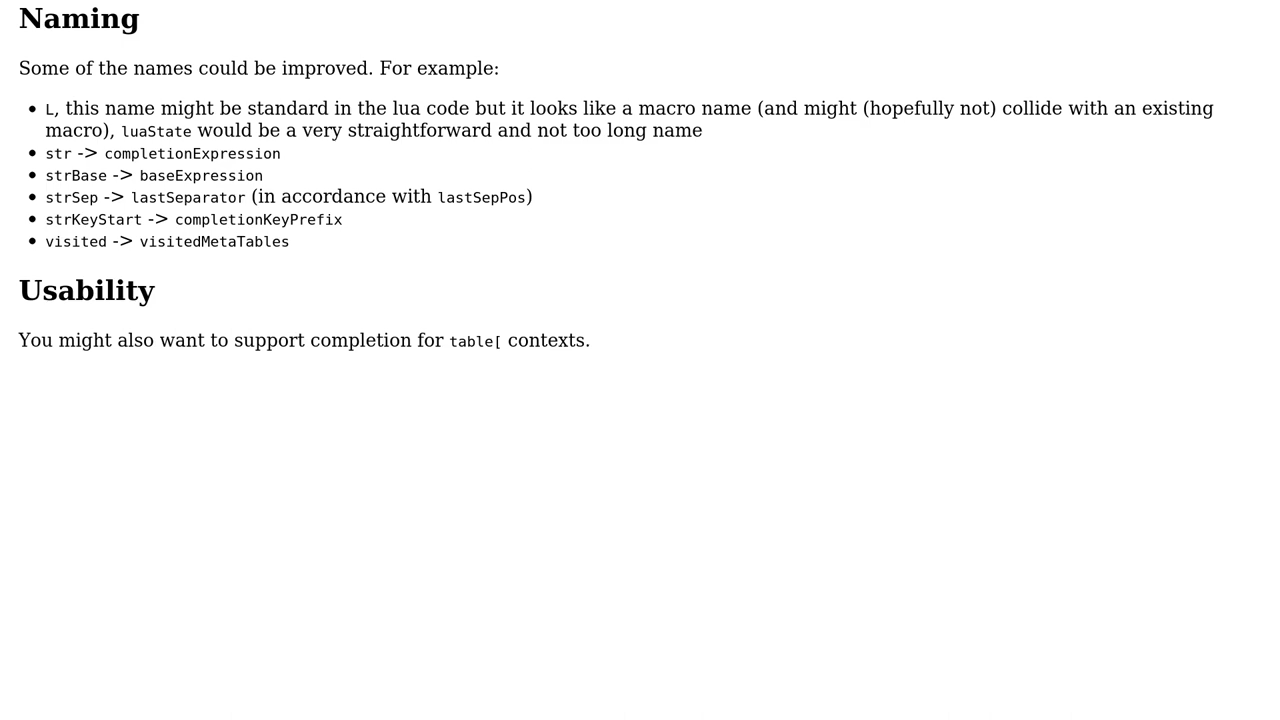 Naming
Some of the names could be improved. For example:
• L, this name might be standard in the lua code but it looks like a macro name (and might (hopefully not) collide with an existing
macro), luaState would be a very straightforward and not too long name
• str -> completionExpression
• strBase -> baseExpression
• strSep -> lastSeparator (in accordance with lastSepPos)
• strKeyStart -> completionKeyPrefix
• visited -> visitedMetaTables
Usability
You might also want to support completion for table[ contexts.